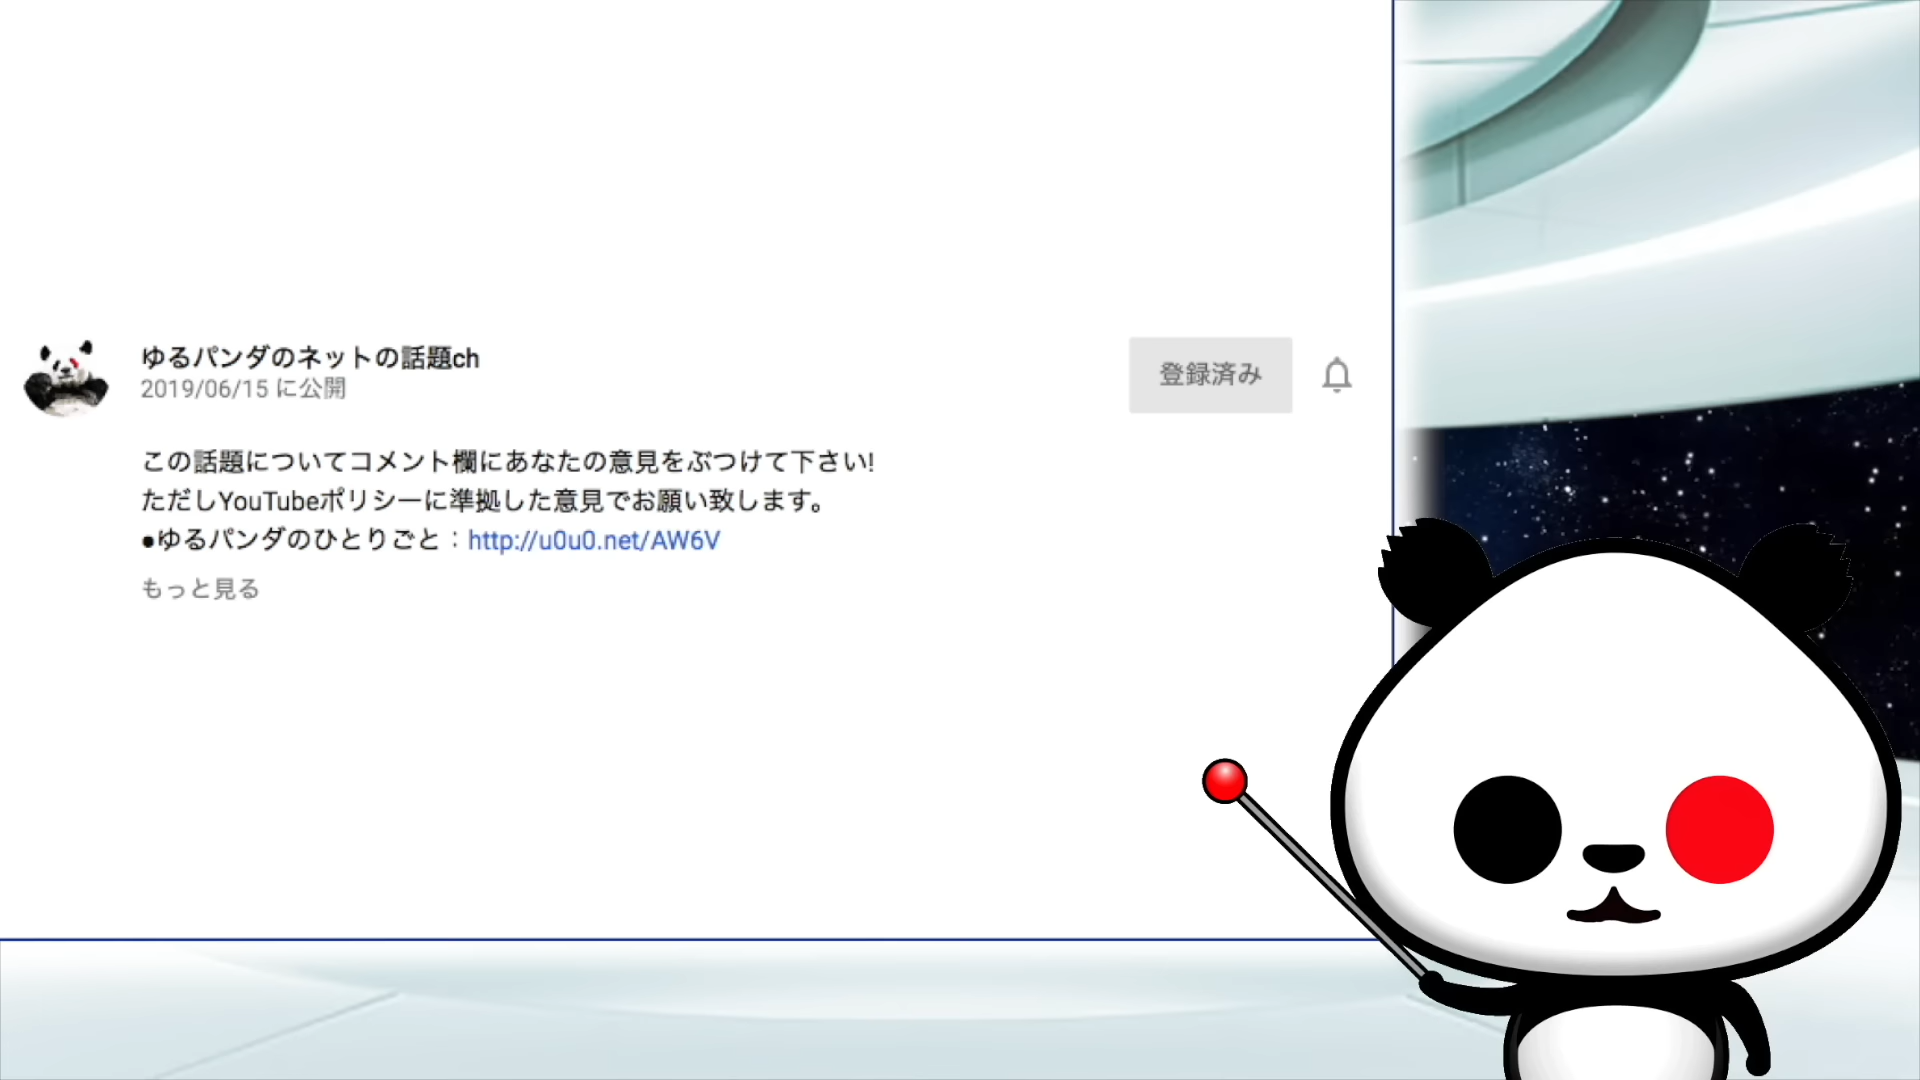 ゆるパンダのネットの話題ch
2019/06/15 に公開
登録済み
この話題についてコメント欄にあなたの意見をぶつけて下さい!
ただしYouTubeポリシーに準拠した意見でお願い致します。
●ゆるパンダのひとりごと：http://u0u0.net/AW6V
もっと見る